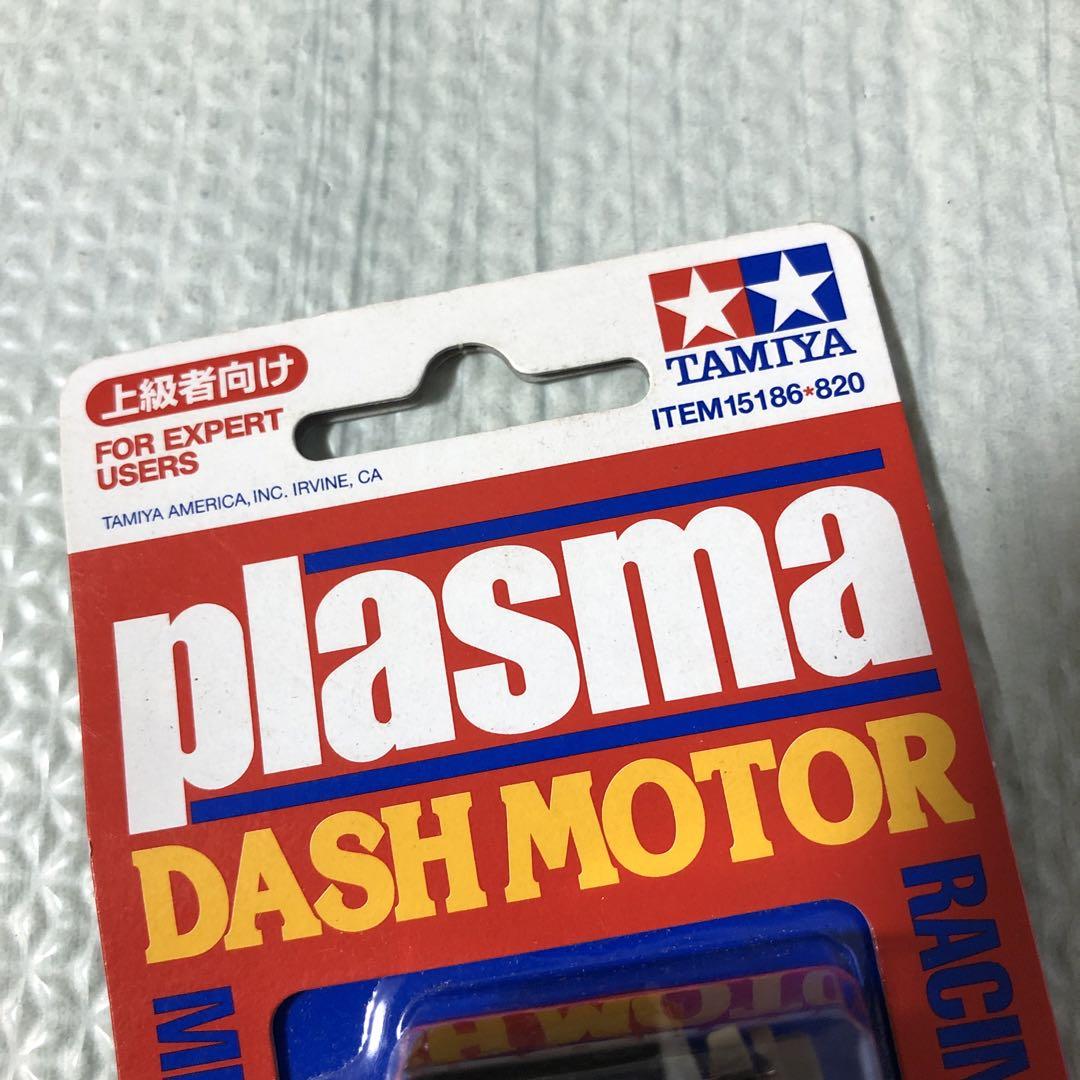 上級者向け
FOR EXPERT
USERS
TAMIYA AMERICA, INC. IRVINE, CA
TAMIYA
ITEM15186*820
plasma
DASH MOTOR